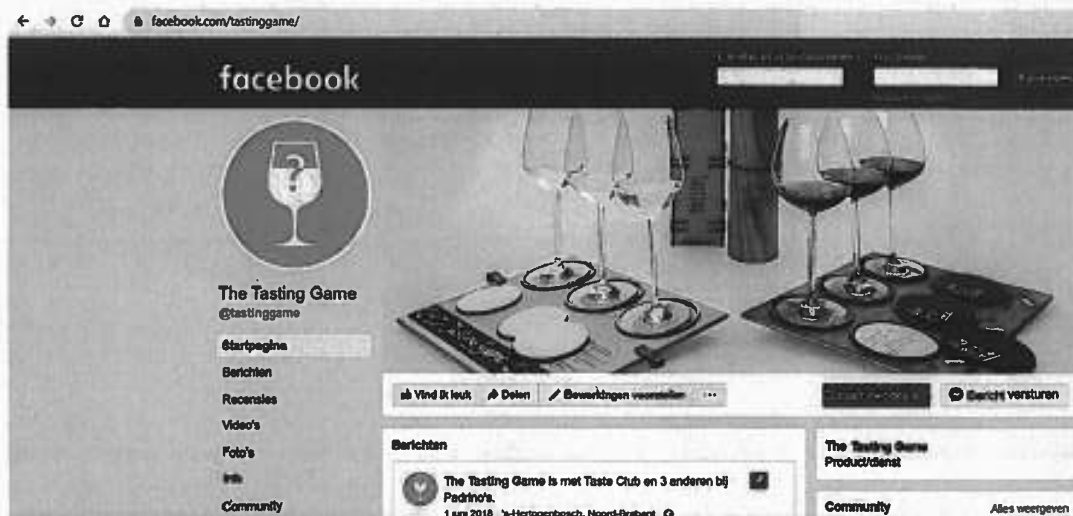 facebook.com/tastinggame/
facebook
?
The Tasting Game
@tastinggame
Startpagina
Berichten
Recensies
Video's
Foto's
Info
Community
Vind ik leuk Delen Bewerkingen voorstellen ...
Bericht versturen
Berichten
The Tasting Game is met Taste Club en 3 anderen bij
Padrino's.
1 juni 2018 's-Hertogenbosch, Noord-Brabant
The Tasting Game
Product/dienst
Community Alles weergeven